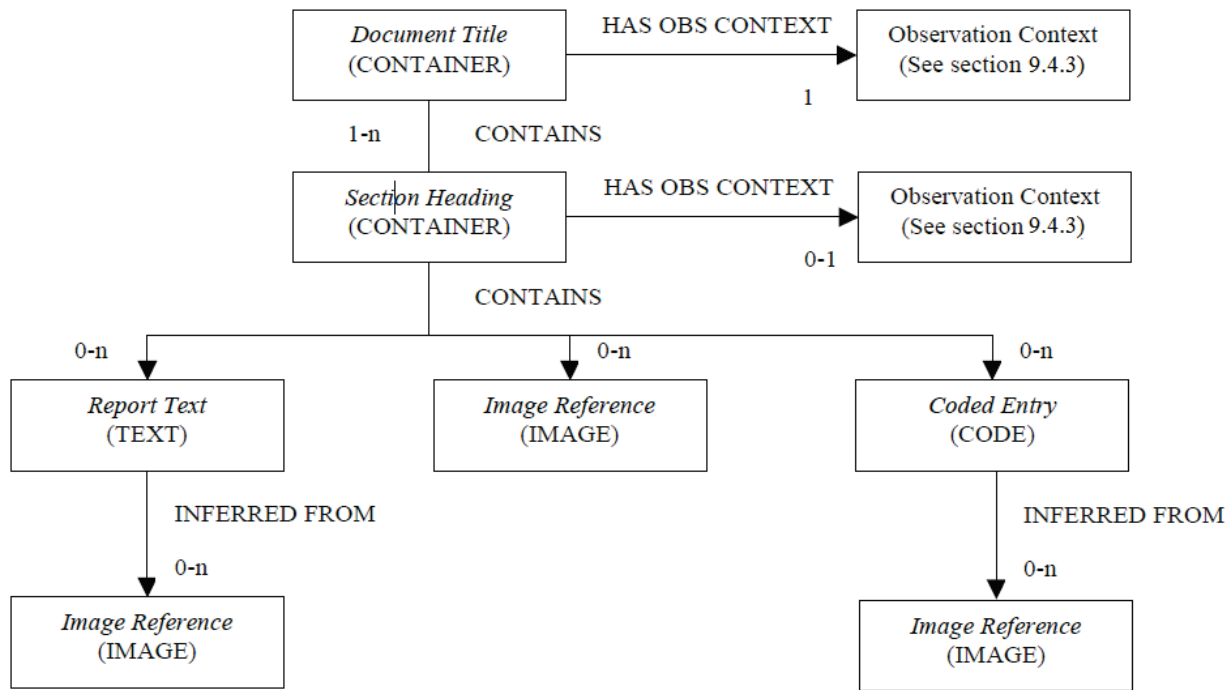 Document Title
(CONTAINER)
HAS OBS CONTEXT
1
Observation Context
(See section 9.4.3)
1-n
CONTAINS
Section Heading
(CONTAINER)
HAS OBS CONTEXT
0-1
Observation Context
(See section 9.4.3)
CONTAINS
0-n
0-n
0-n
Report Text
(TEXT)
Image Reference
(IMAGE)
Coded Entry
(CODE)
INFERRED FROM
INFERRED FROM
0-n
0-n
Image Reference
(IMAGE)
Image Reference
(IMAGE)